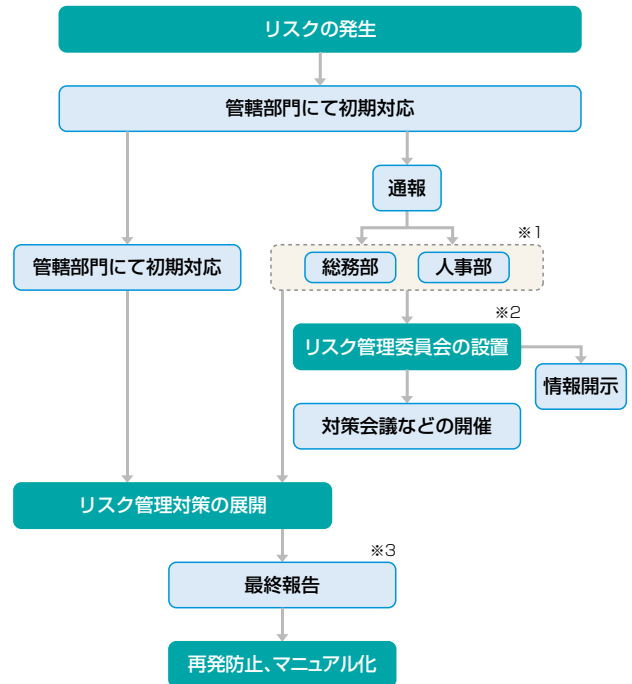 リスクの発生
管轄部門にて初期対応
通報
※1
管轄部門にて初期対応
総務部
人事部
※2
リスク管理委員会の設置
情報開示
対策会議などの開催
リスク管理対策の展開
※3
最終報告
再発防止、マニュアル化